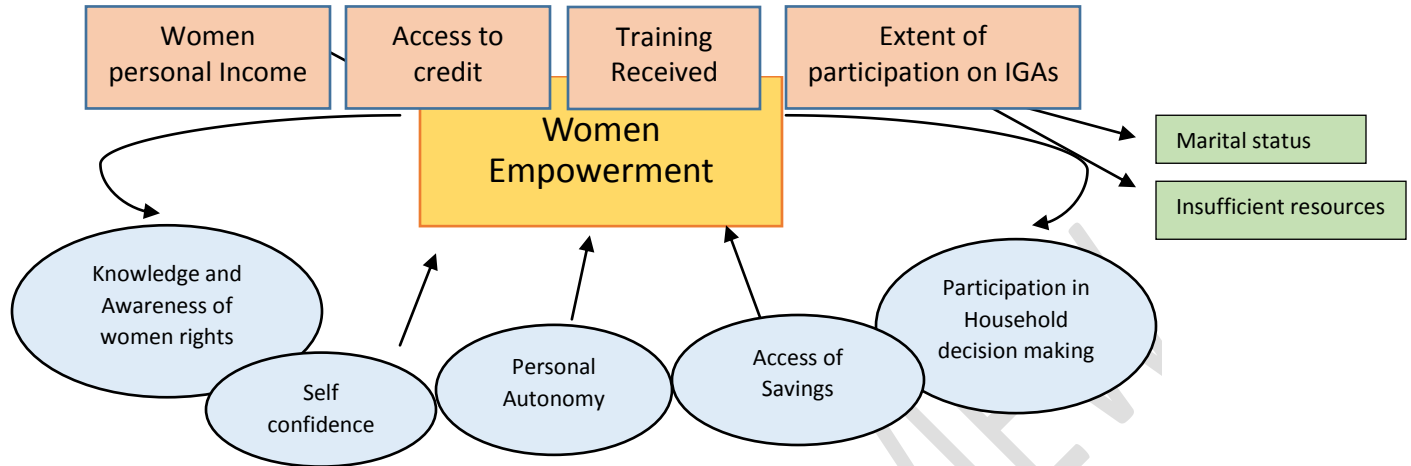 Women
personal Income
Access to
credit
Training
Received
Extent of
participation on IGAs
Women
Empowerment
Marital status
Insufficient resources
Knowledge and
Awareness of
women rights
Self
confidence
Personal
Autonomy
Access of
Savings
Participation in
Household
decision making